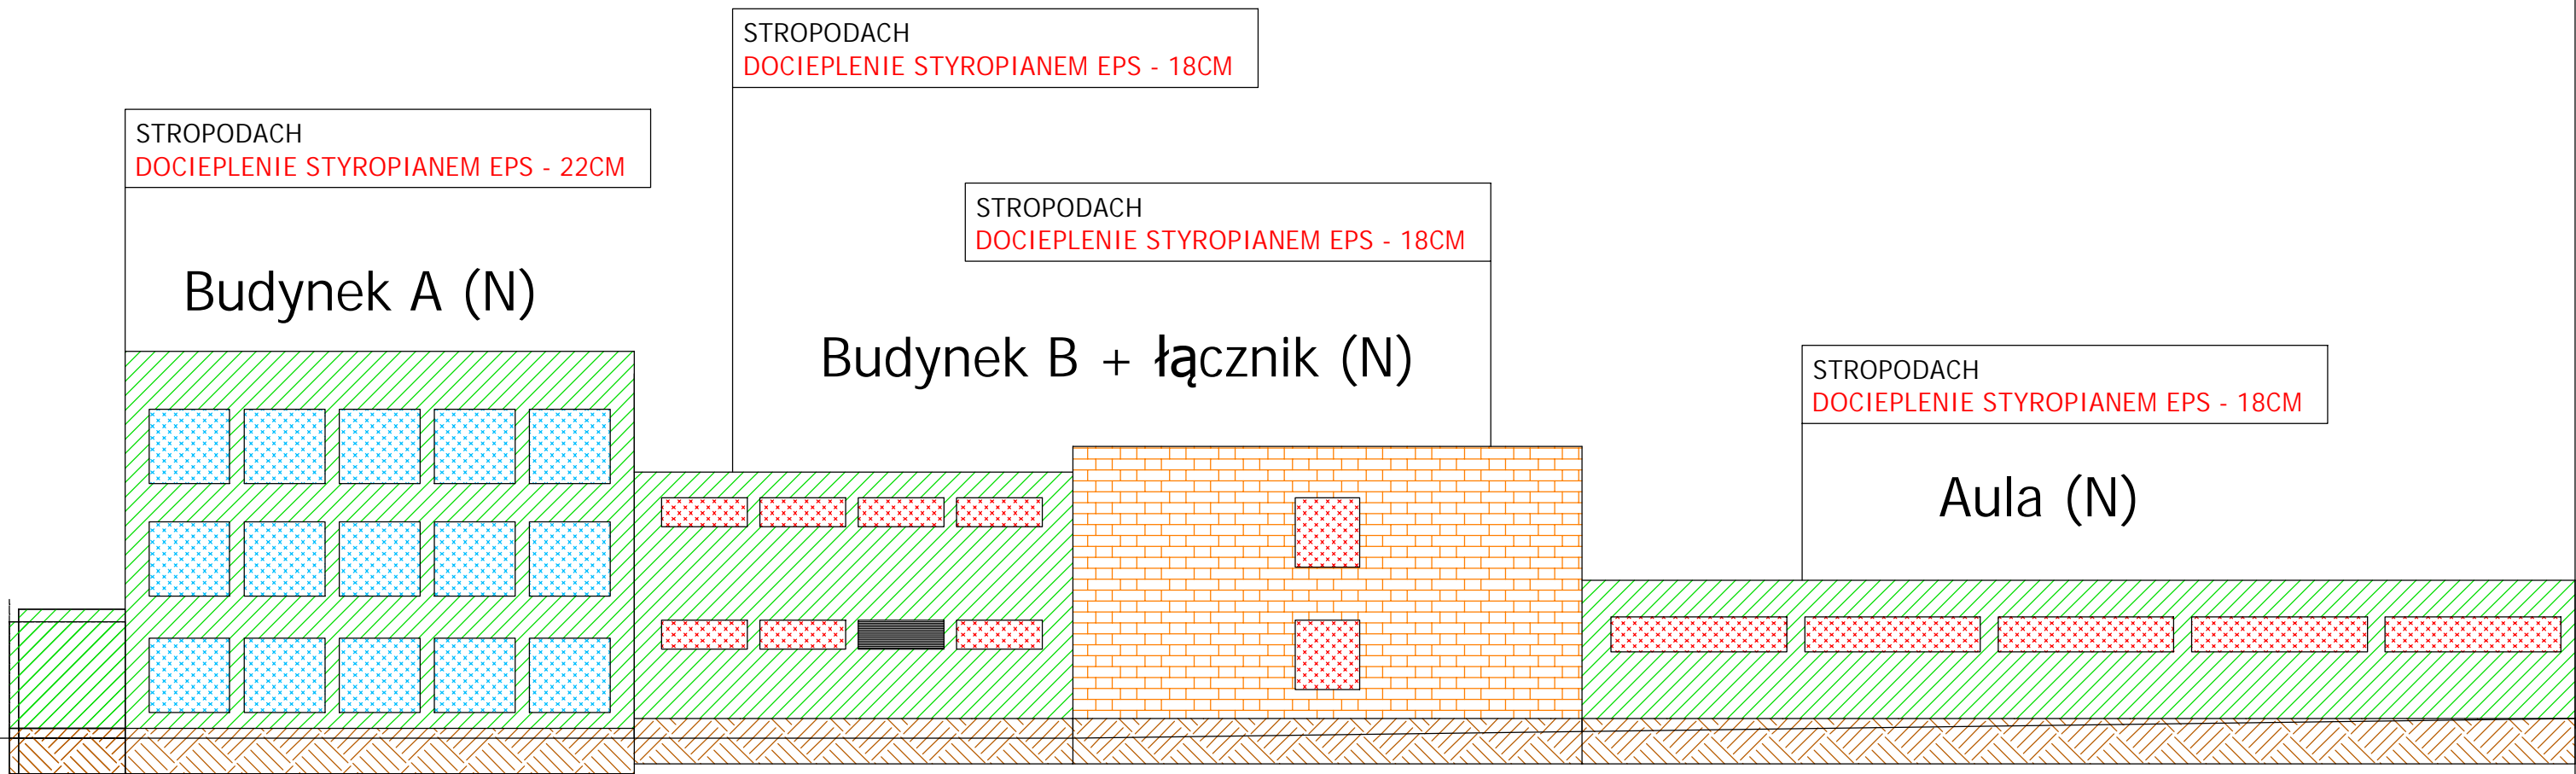 STROPODACH
DOCIEPLENIE STYROPIANEM EPS - 18CM
STROPODACH
DOCIEPLENIE STYROPIANEM EPS - 22CM
STROPODACH
DOCIEPLENIE STYROPIANEM EPS - 18CM
Budynek A (N)
Budynek B + łącznik (N)
STROPODACH
DOCIEPLENIE STYROPIANEM EPS - 18CM
Aula (N)